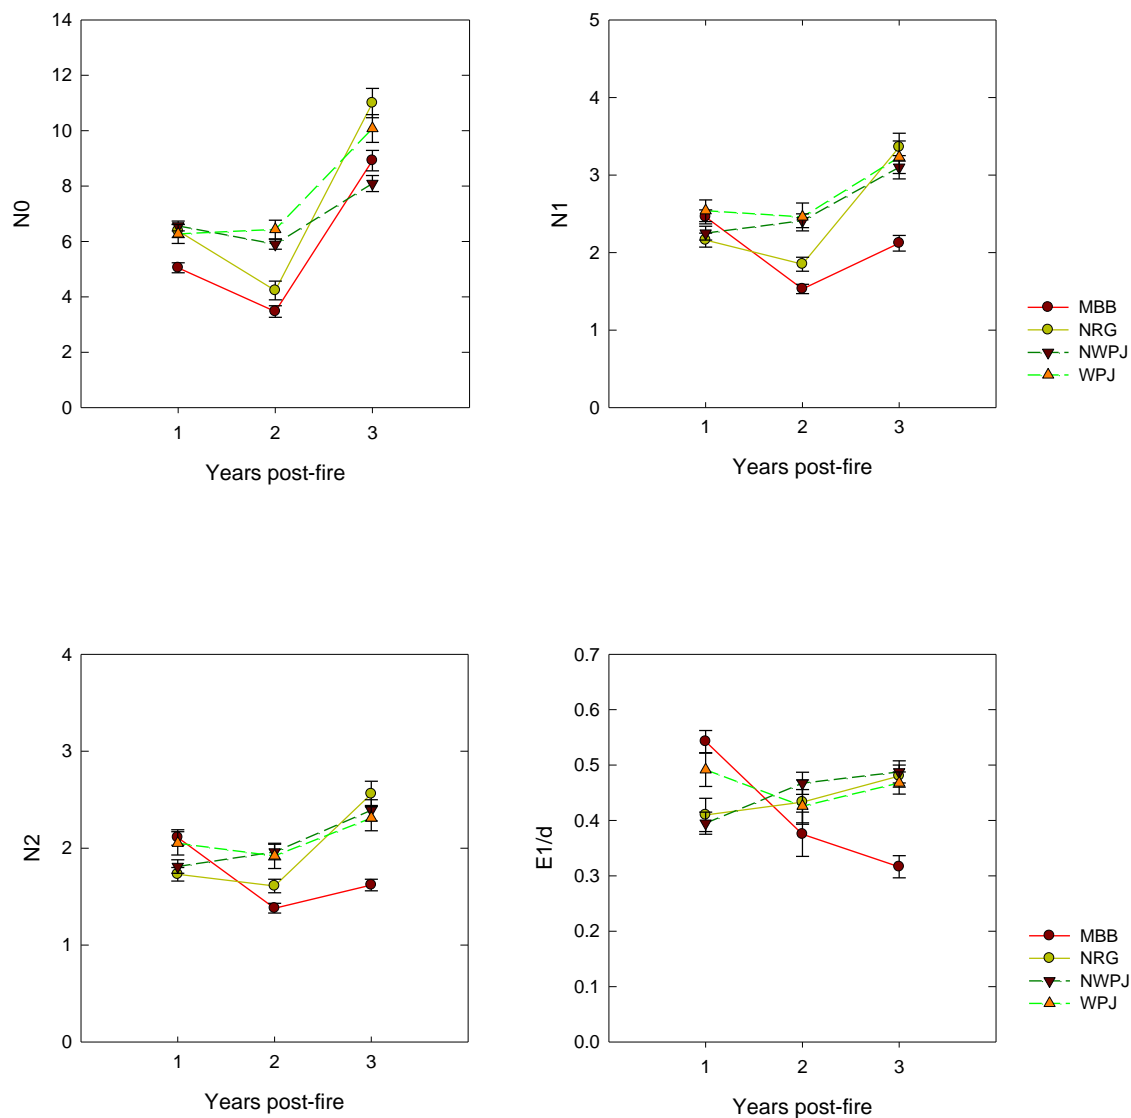 14
12
10
8
6
4
2
0
N0
1 2 3
Years post-fire
5
4
3
2
1
0
N1
1 2 3
Years post-fire
MBB
NRG
NWPJ
WPJ
4
3
2
1
0
N2
1 2 3
Years post-fire
0.7
0.6
0.5
0.4
0.3
0.2
0.1
0.0
E1/d
1 2 3
Years post-fire
MBB
NRG
NWPJ
WPJ